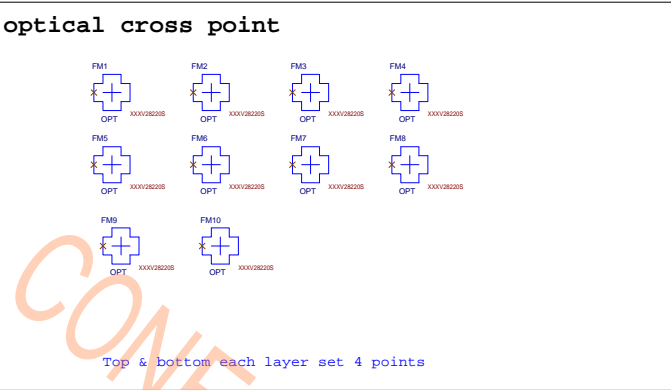 optical cross point
FM1 FM2 FM3 FM4
XXXV28220S XXXV28220S XXXV28220S XXXV28220S
OPT OPT OPT OPT
FM5 FM6 FM7 FM8
XXXV28220S XXXV28220S XXXV28220S XXXV28220S
OPT OPT OPT OPT
FM9 FM10
XXXV28220S XXXV28220S
OPT OPT
Top & bottom each layer set 4 points